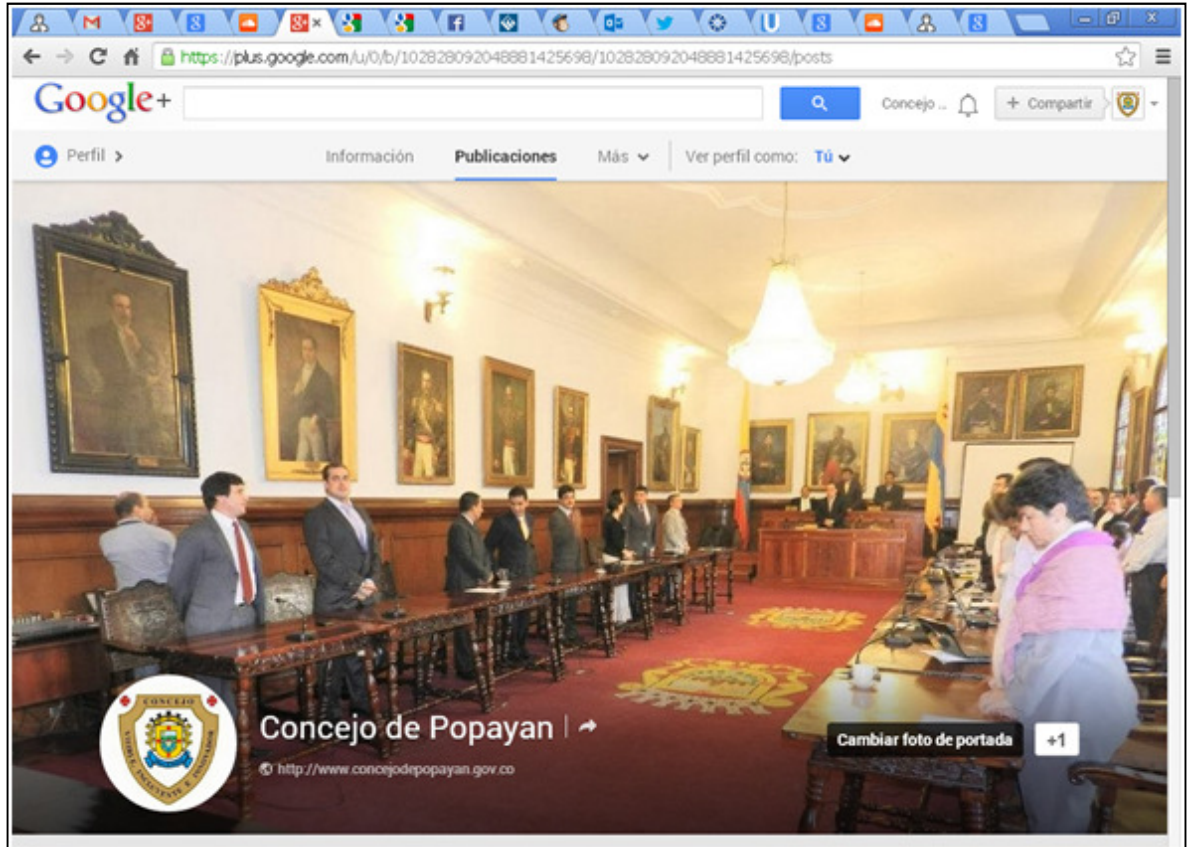 https://plus.google.com/u/0/b/102828092048881425698/102828092048881425698/posts
Google+
Concejo ...
+ Compartir
Perfil
Información
Publicaciones
Más
Ver perfil como: Tú
CONCEJO
Concejo de Popayan
http://www.concejodepopayan.gov.co
Cambiar foto de portada
+1